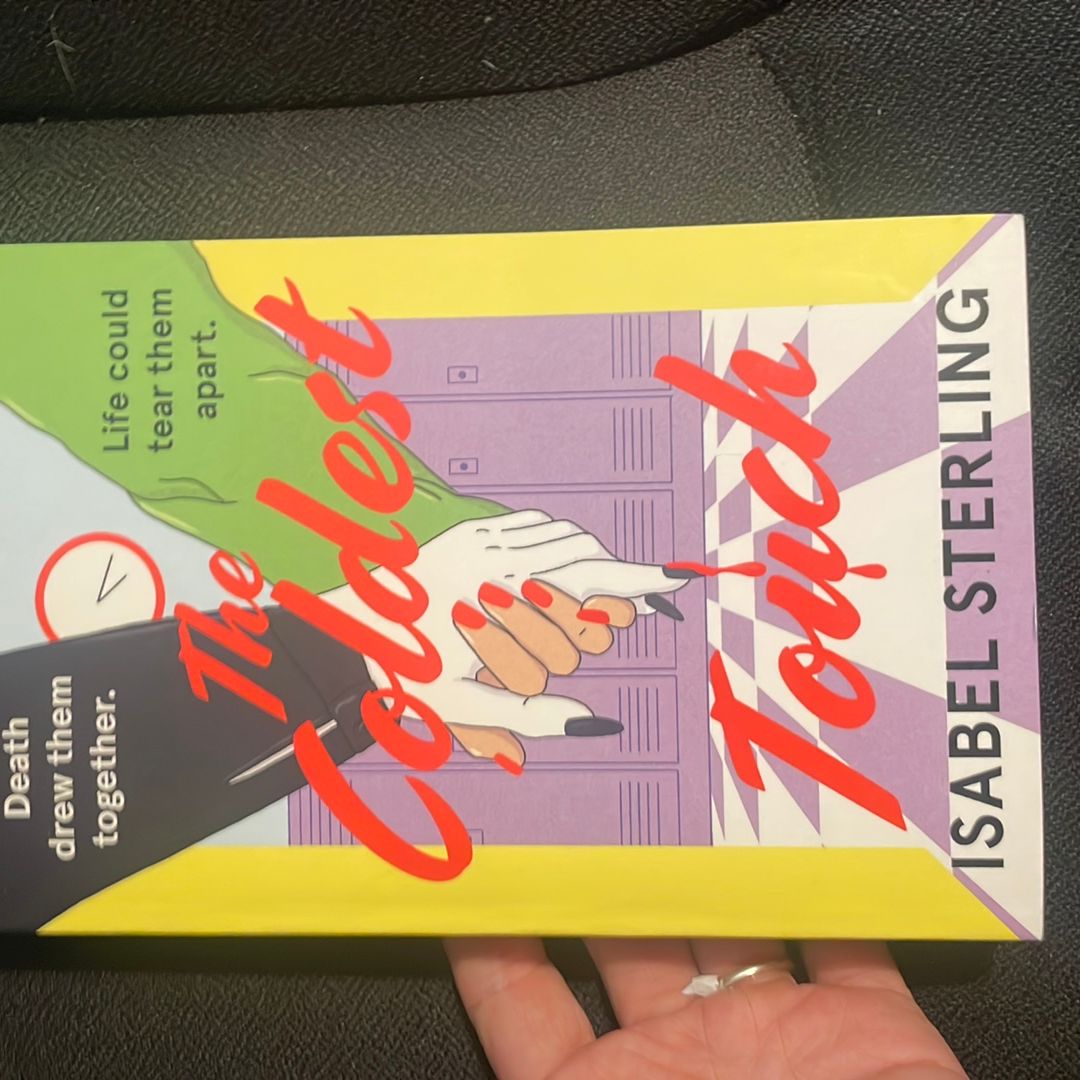 Death
drew them
together.
Life could
tear them
apart.
The
Coldest
Touch
ISABEL STERLING